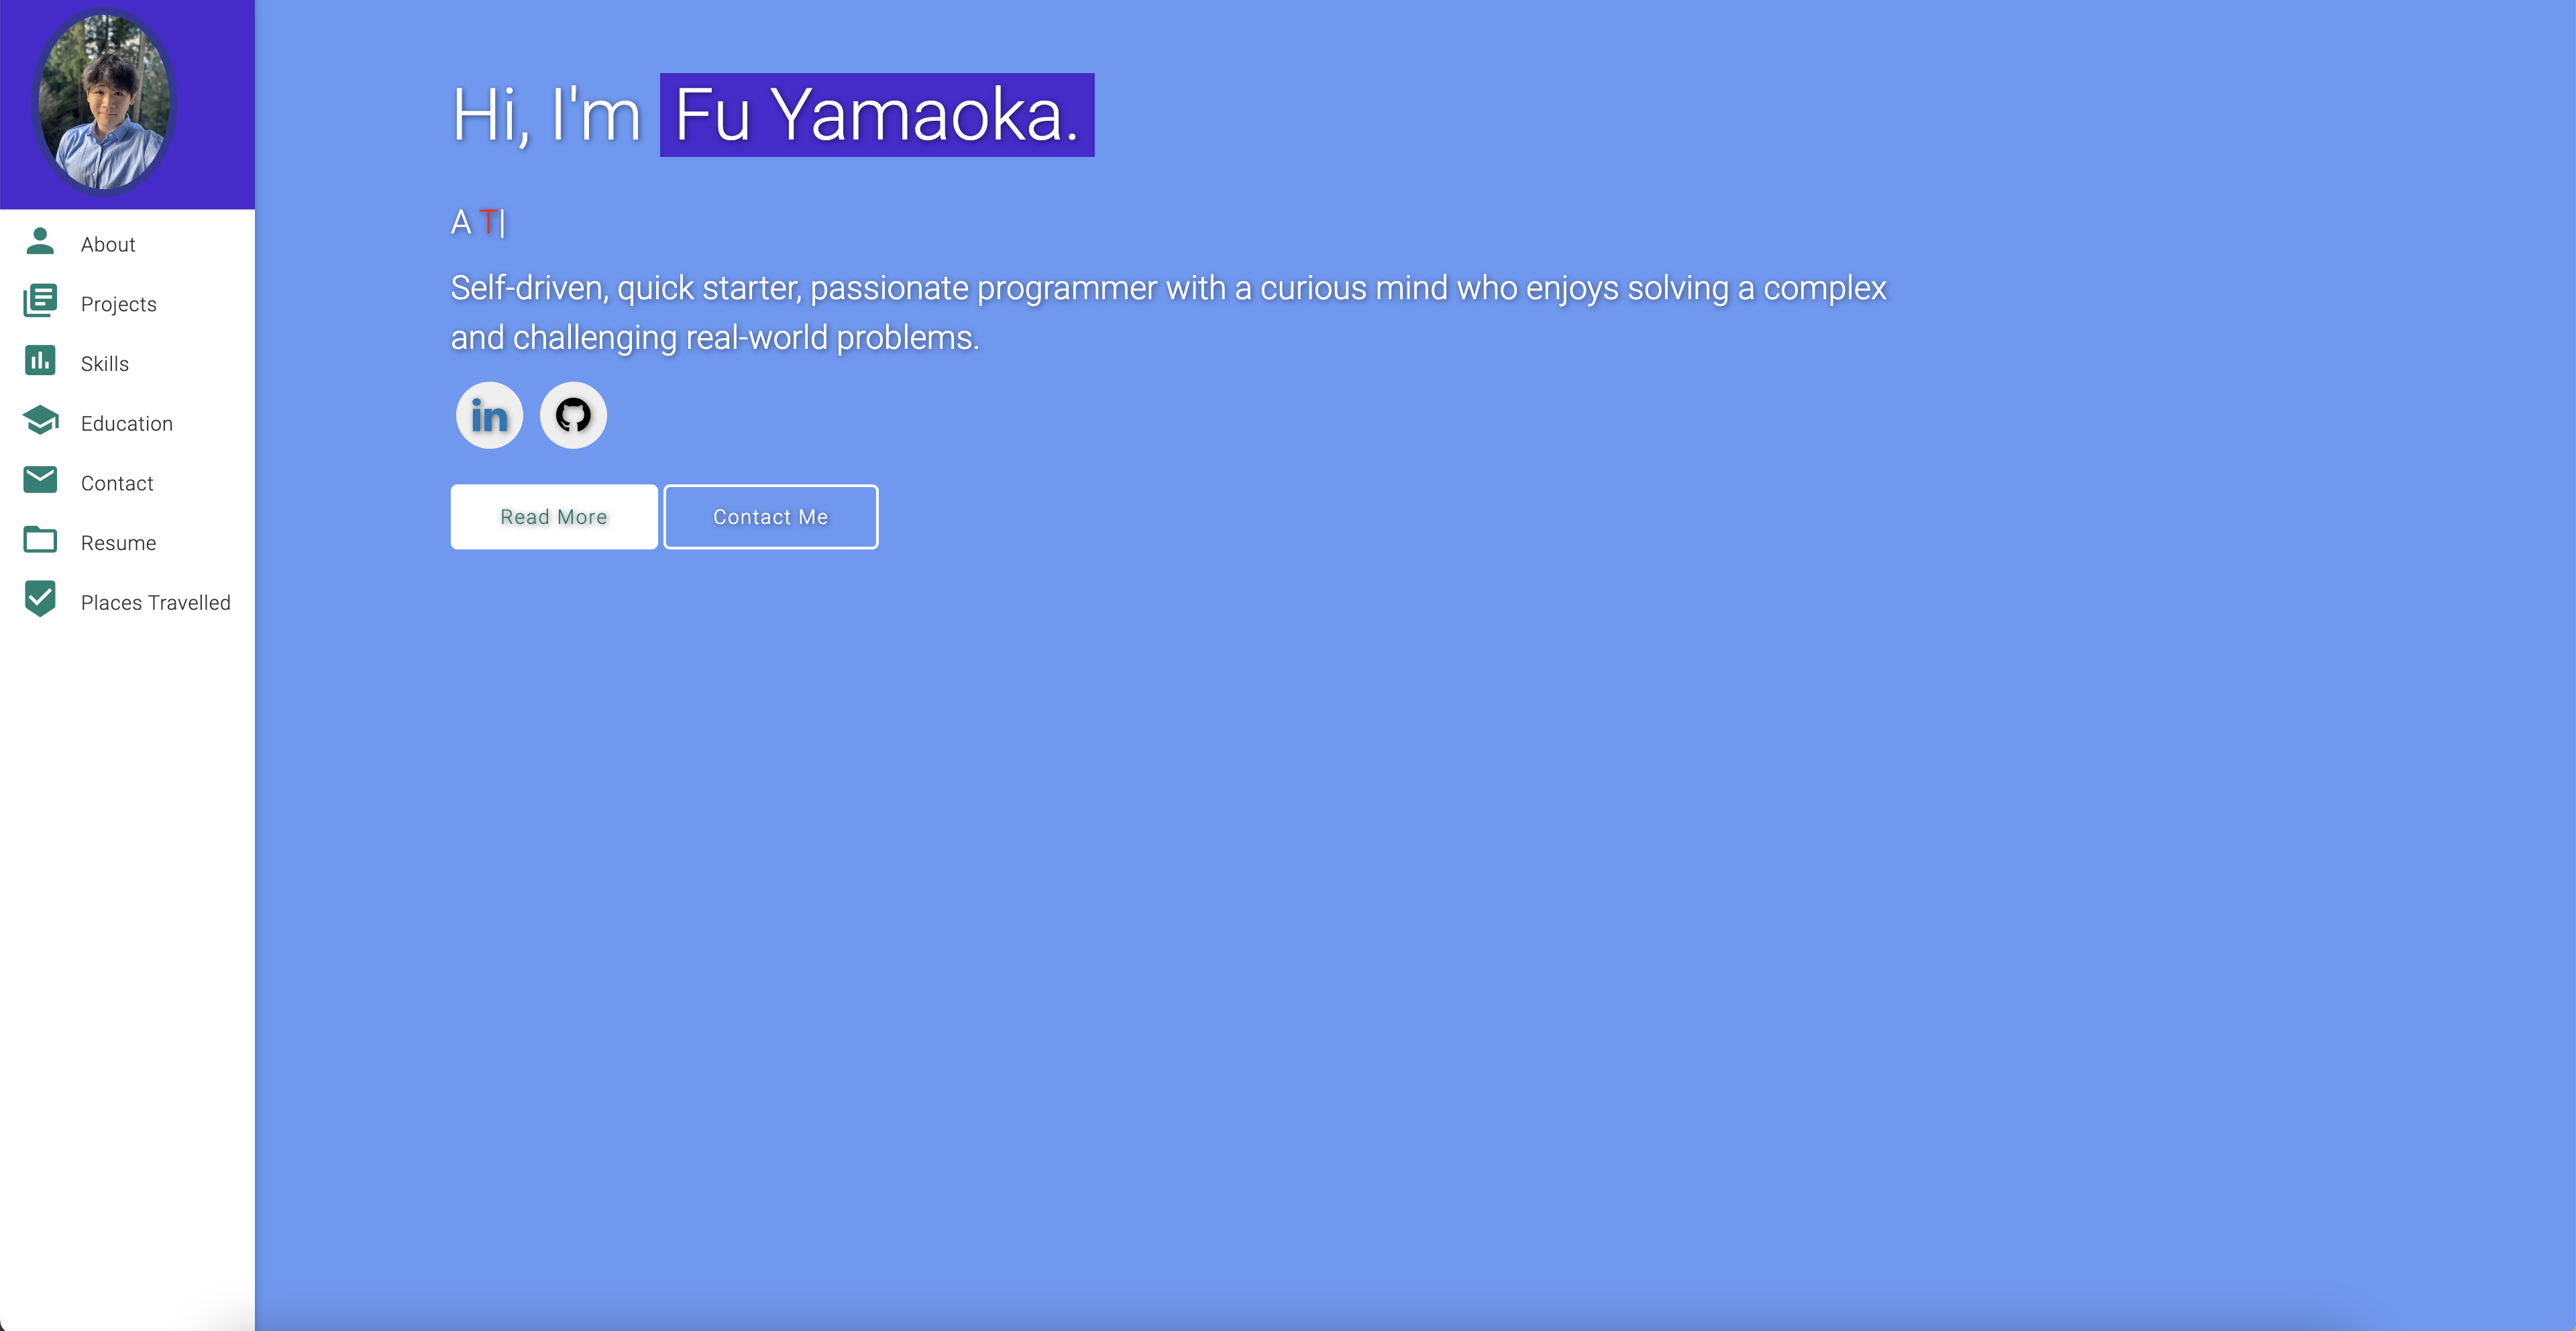 About
Projects
Skills
Education
Contact
Resume
Places Travelled
Hi, I'm Fu Yamaoka.
A T|
Self-driven, quick starter, passionate programmer with a curious mind who enjoys solving a complex
and challenging real-world problems.
in
Read More
Contact Me